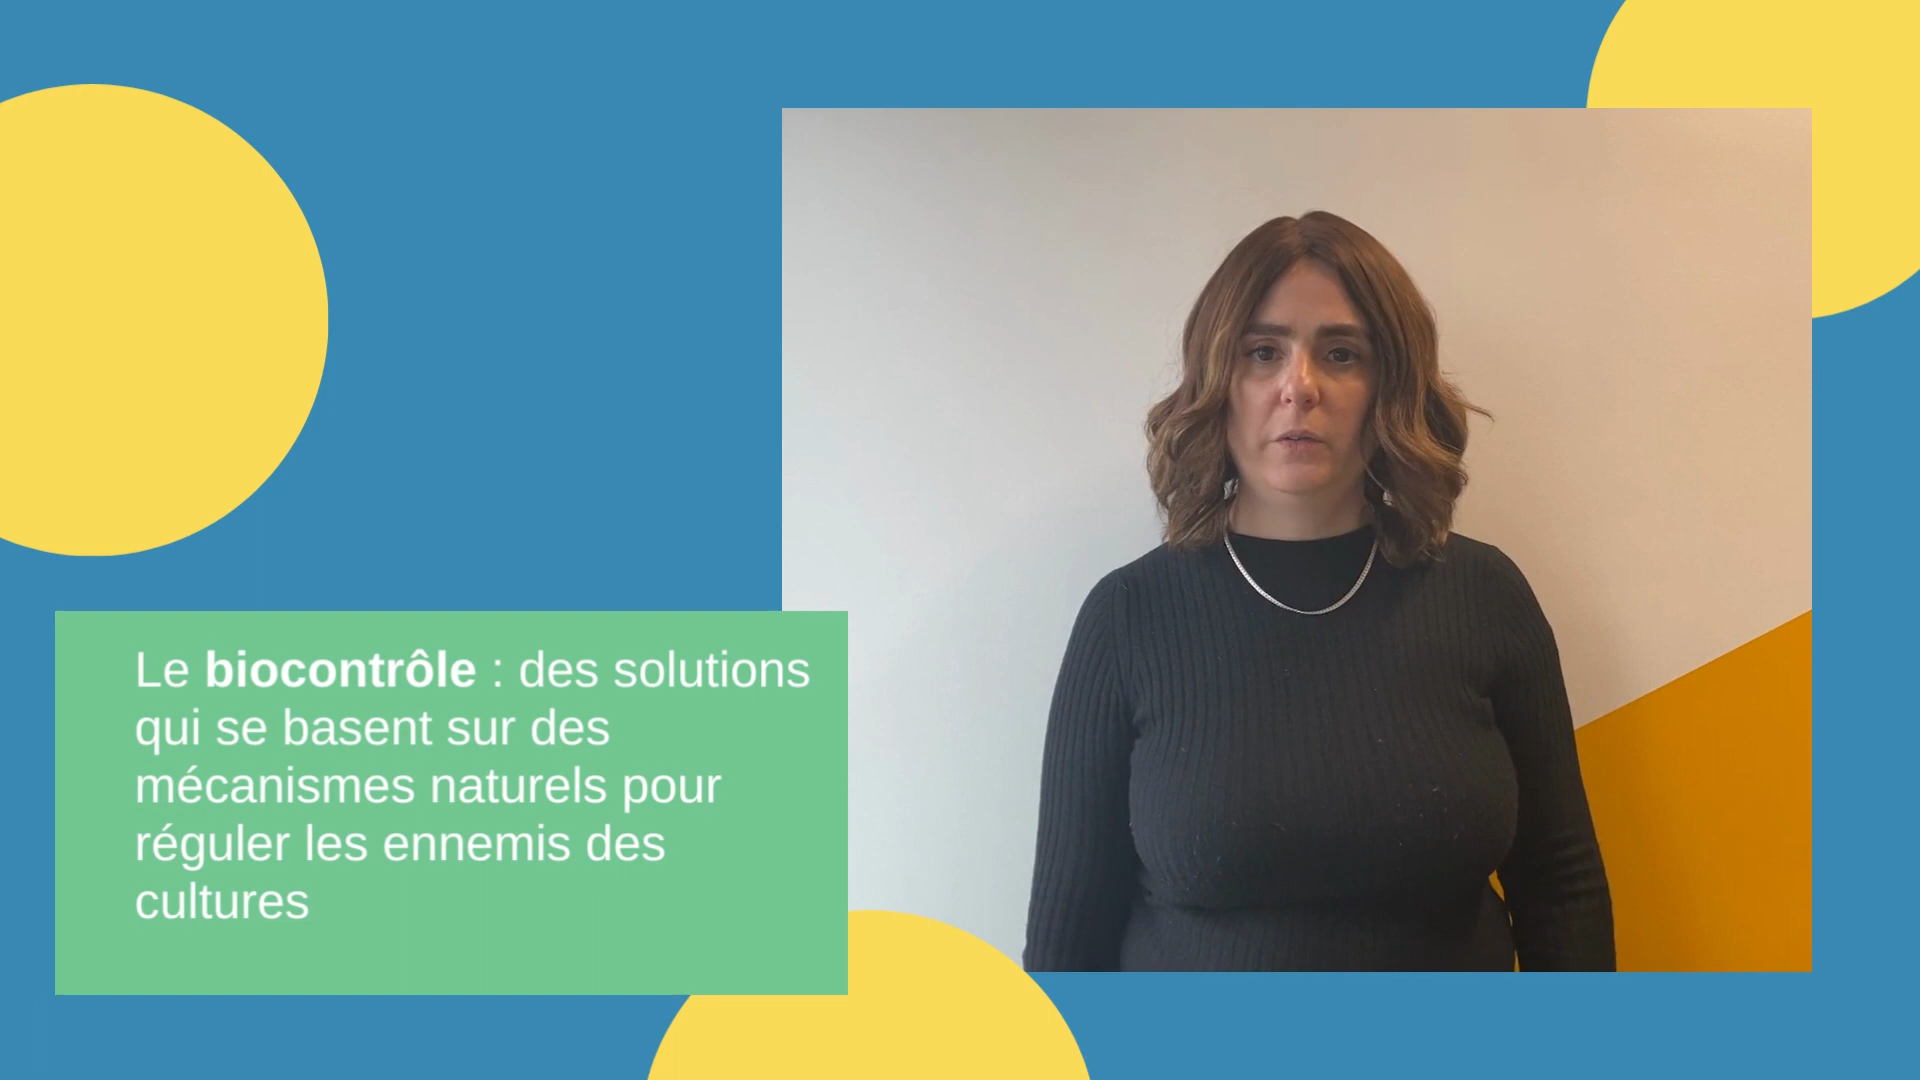 Le biocontrôle : des solutions
qui se basent sur des
mécanismes naturels pour
réguler les ennemis des
cultures